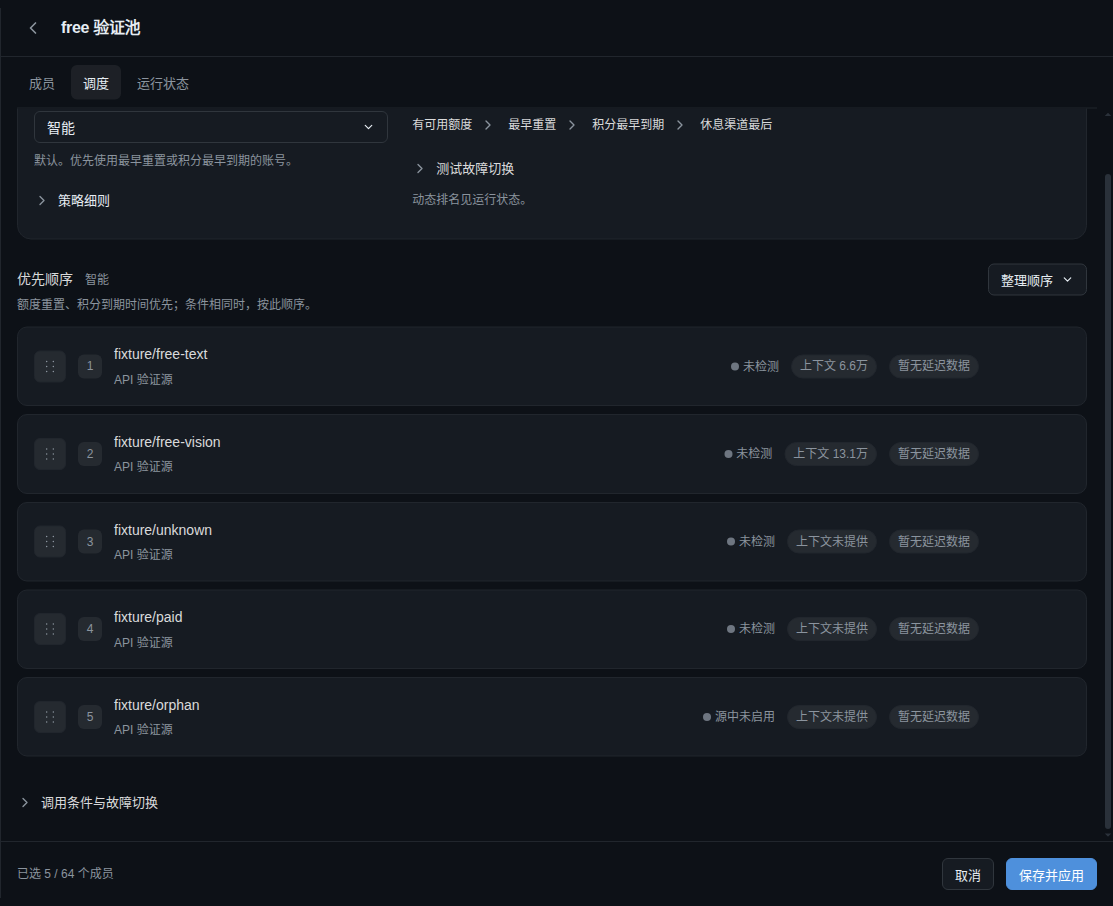 free 验证池
成员 调度 运行状态
智能
默认。优先使用最早重置或积分最早到期的账号。
策略细则
有可用额度 最早重置 积分最早到期 休息渠道最后
测试故障切换
动态排名见运行状态。
优先顺序 智能
整理顺序
额度重置、积分到期时间优先；条件相同时，按此顺序。
1 fixture/free-text
API 验证源
未检测 上下文 6.6万 暂无延迟数据
2 fixture/free-vision
API 验证源
未检测 上下文 13.1万 暂无延迟数据
3 fixture/unknown
API 验证源
未检测 上下文未提供 暂无延迟数据
4 fixture/paid
API 验证源
未检测 上下文未提供 暂无延迟数据
5 fixture/orphan
API 验证源
源中未启用 上下文未提供 暂无延迟数据
调用条件与故障切换
已选 5 / 64 个成员
取消 保存并应用